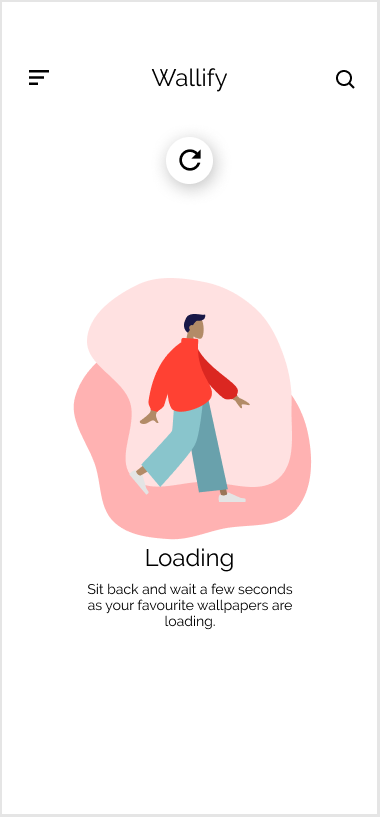 Wallify
Loading
Sit back and wait a few seconds
as your favourite wallpapers are
loading.